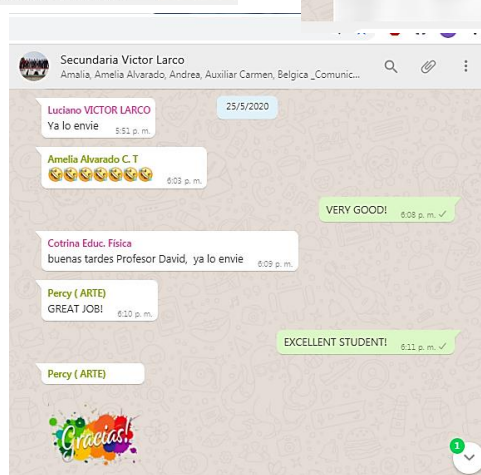 Secundaria Victor Larco
Amalia, Amelia Alvarado, Andrea, Auxiliar Carmen, Belgica _Comunic...
25/5/2020
Luciano VICTOR LARCO
Ya lo envie
5:51 p. m.
Amelia Alvarado C. T
6:03 p. m.
VERY GOOD!
6:08 p. m.
Cotrina Educ. Física
buenas tardes Profesor David, ya lo envie
6:09 p. m.
Percy ( ARTE)
GREAT JOB!
6:10 p. m.
EXCELLENT STUDENT!
6:11 p. m.
Percy ( ARTE)
Gracias!
1